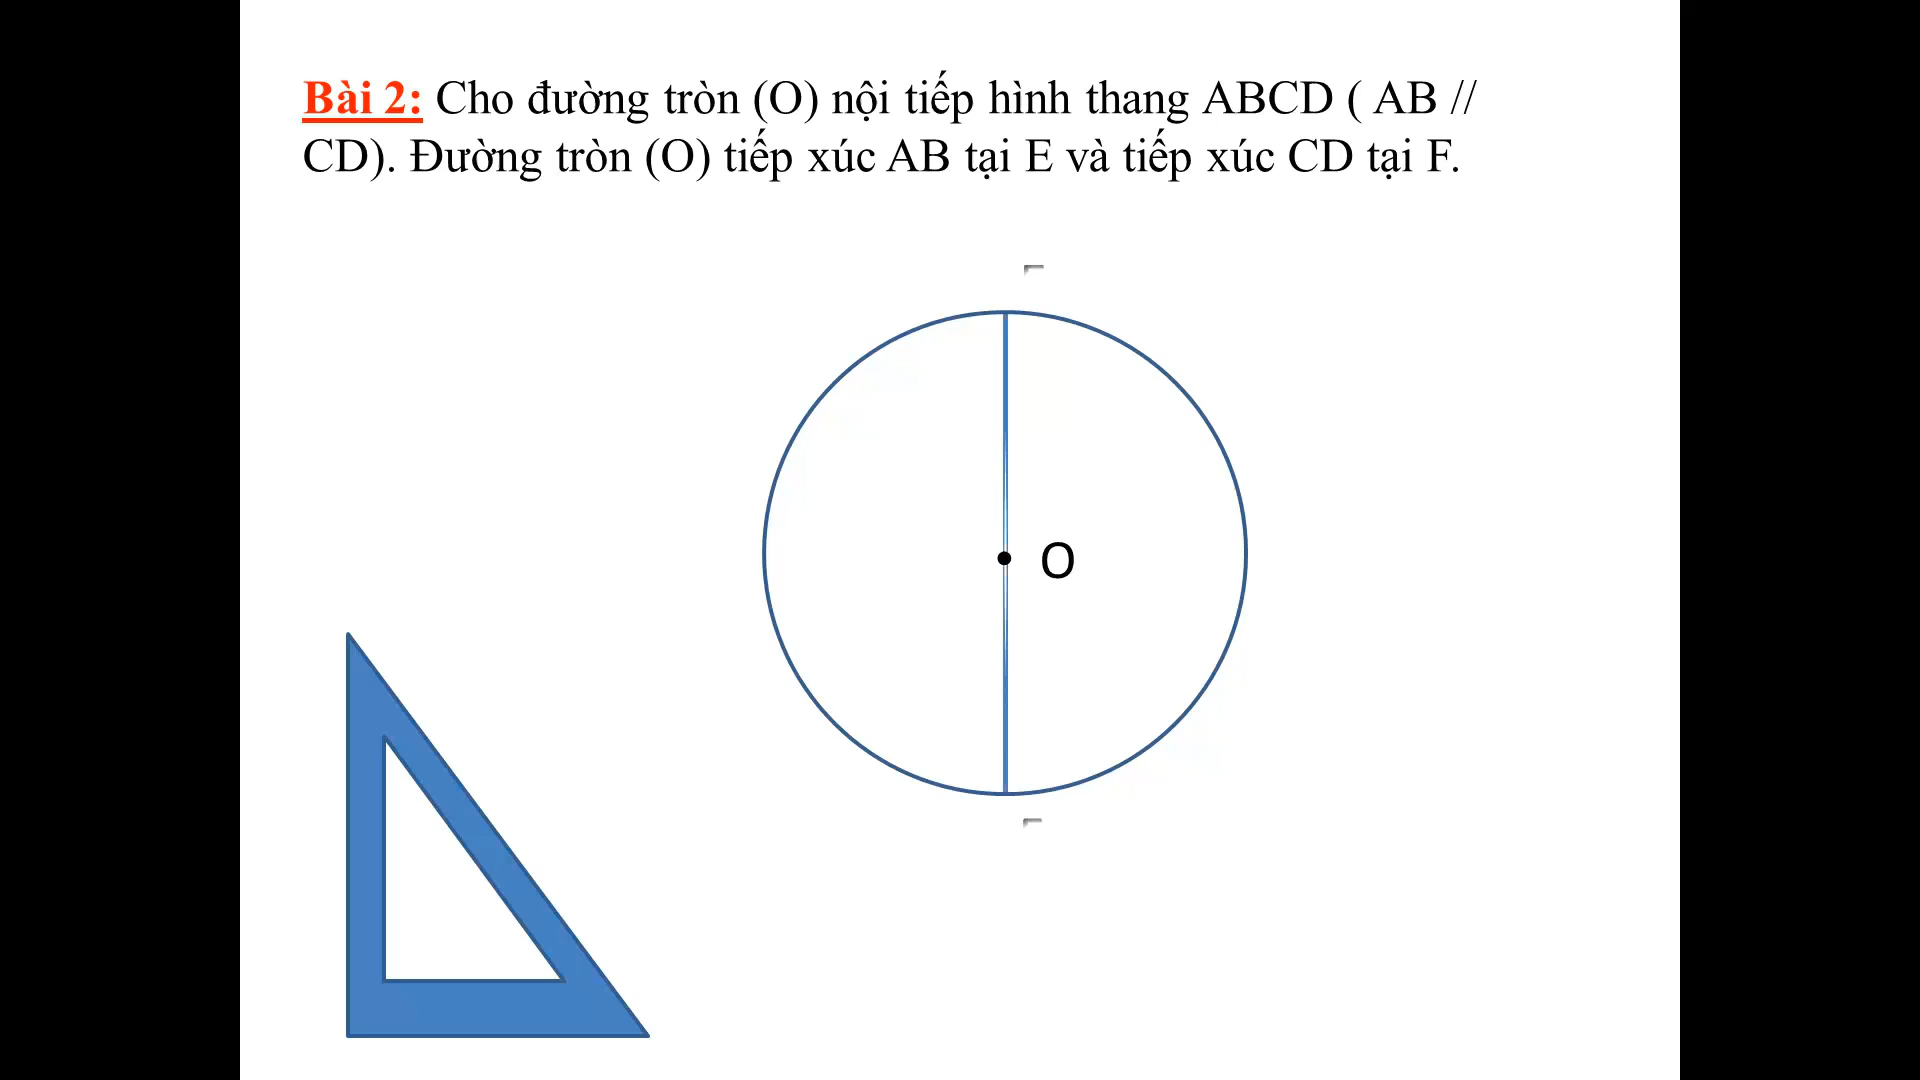 Bài 2: Cho đường tròn (O) nội tiếp hình thang ABCD ( AB //
CD). Đường tròn (O) tiếp xúc AB tại E và tiếp xúc CD tại F.
O